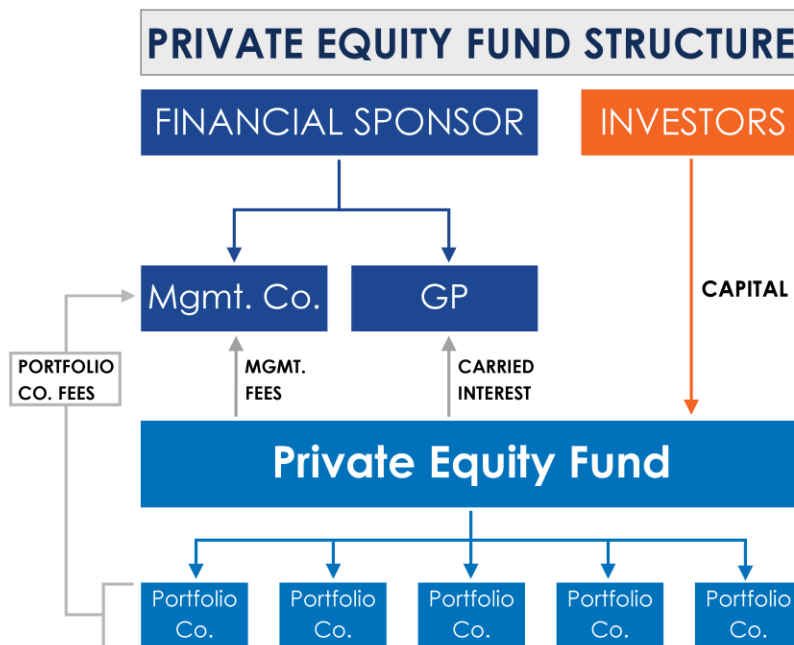 PRIVATE EQUITY FUND STRUCTURE
FINANCIAL SPONSOR
INVESTORS
Mgmt. Co.
GP
CAPITAL
PORTFOLIO
CO. FEES
MGMT.
FEES
CARRIED
INTEREST
Private Equity Fund
Portfolio
Co.
Portfolio
Co.
Portfolio
Co.
Portfolio
Co.
Portfolio
Co.